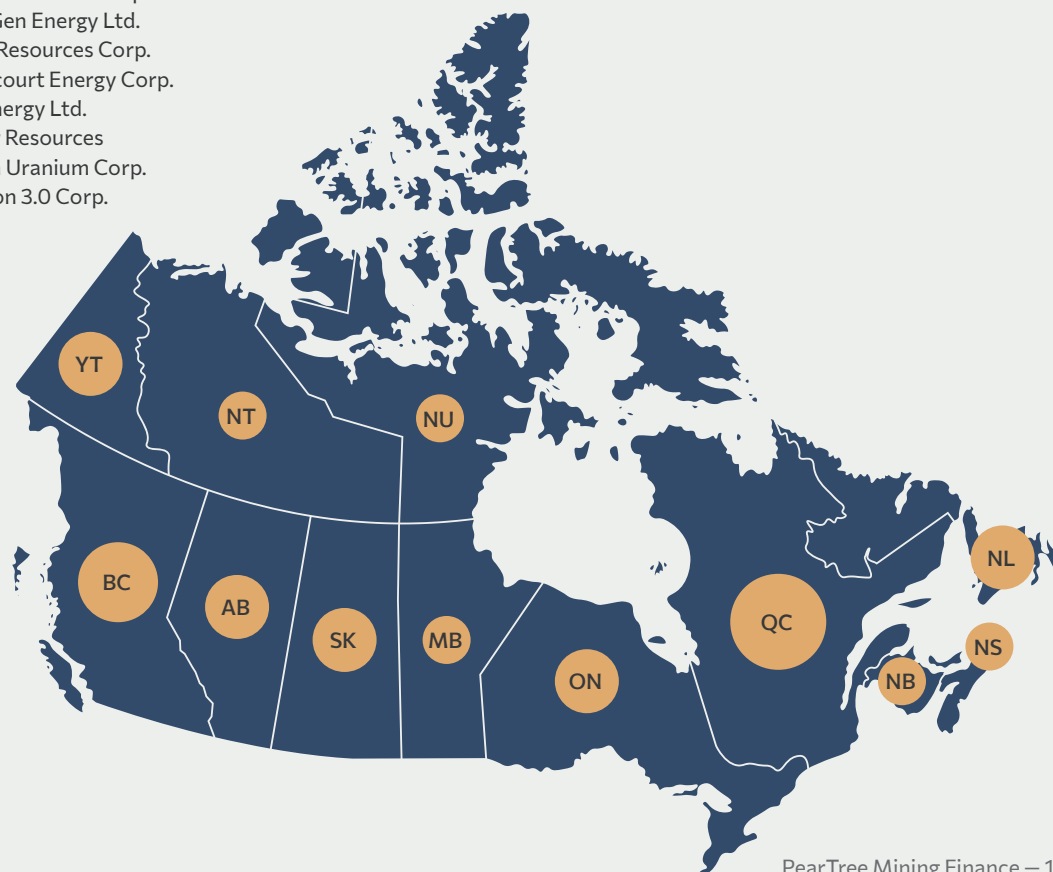 Gen Energy Ltd.
Resources Corp.
court Energy Corp.
nergy Ltd.
Resources
Uranium Corp.
on 3.0 Corp.
YT
NT
NU
BC
AB
SK
MB
ON
QC
NL
NS
NB
PearTree Mining Finance — 1